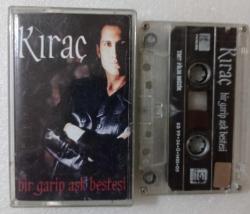 Kıraç
bir garip aşk bestesi
Kıraç
bir garip aşk bestesi